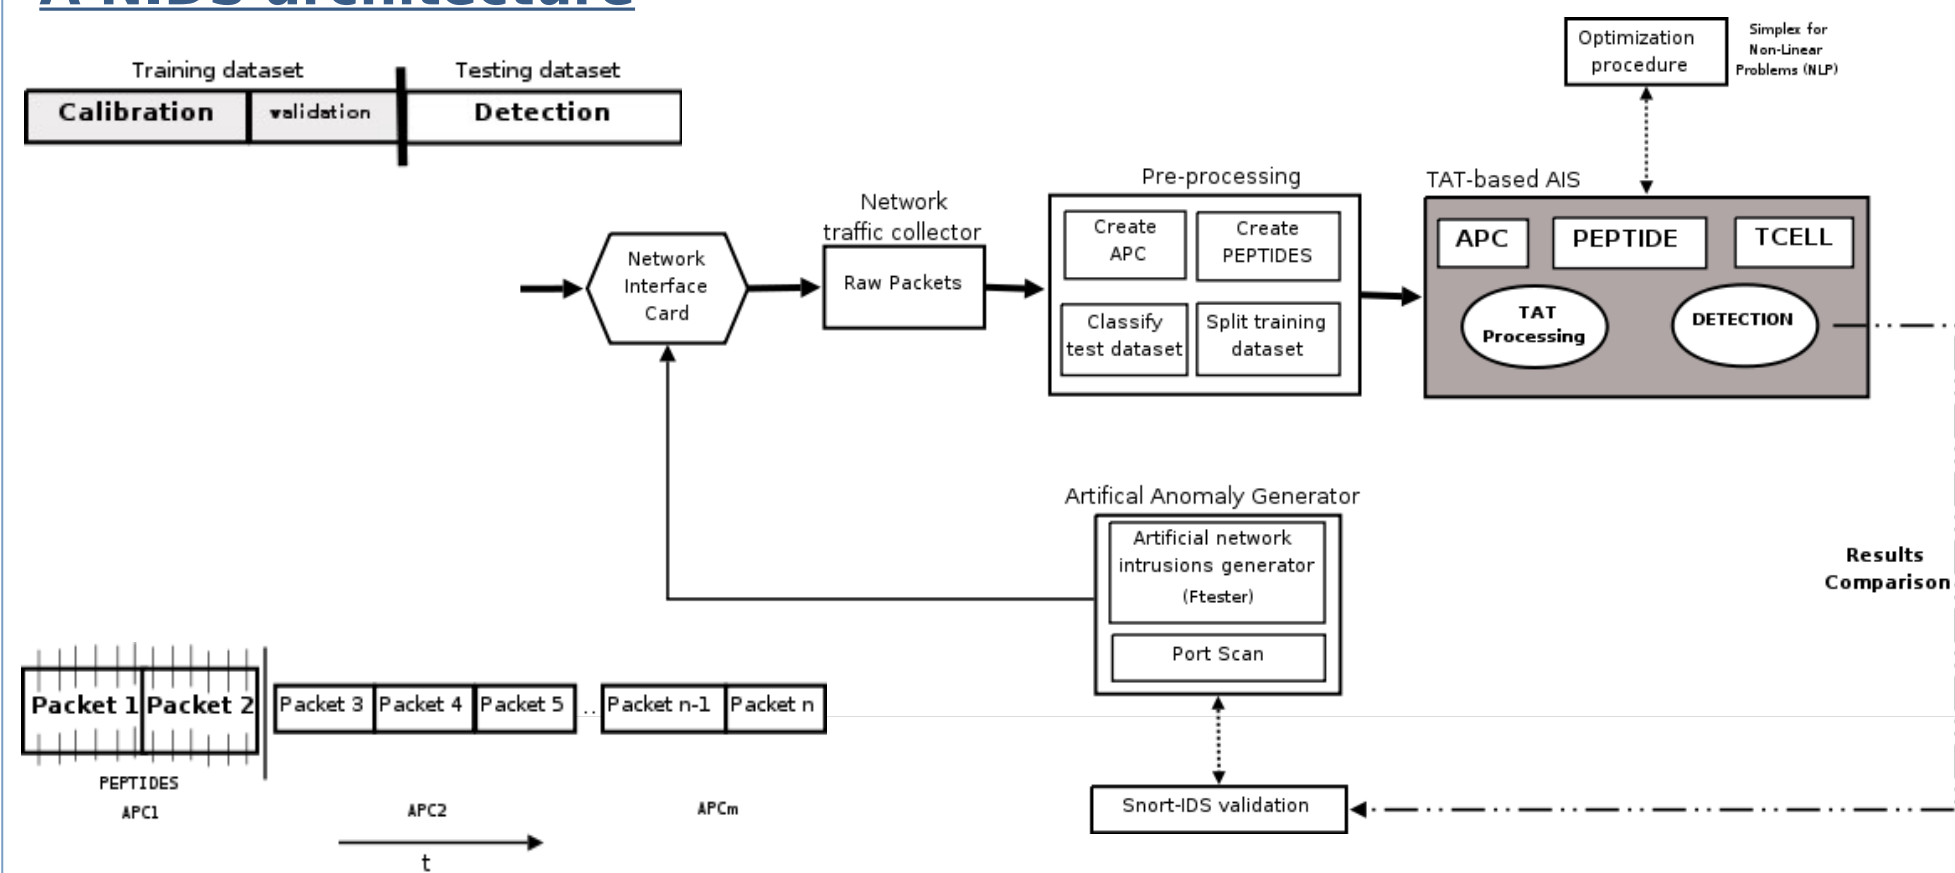 A NIDS architecture
Training dataset
Testing dataset
Calibration
validation
Detection
Optimization
procedure
Simplex for
Non-Linear
Problems (NLP)
Network
traffic collector
Raw Packets
Network
Interface
Card
Pre-processing
Create
APC
Create
PEPTIDES
Classify
test dataset
Split training
dataset
TAT-based AIS
APC
PEPTIDE
TCELL
TAT
Processing
DETECTION
Artifical Anomaly Generator
Artificial network
intrusions generator
(Ftester)
Port Scan
Results
Comparison
Snort-IDS validation
Packet 1
Packet 2
Packet 3
Packet 4
Packet 5
..
Packet n-1
Packet n
PEPTIDES
APC1
APC2
APCm
t